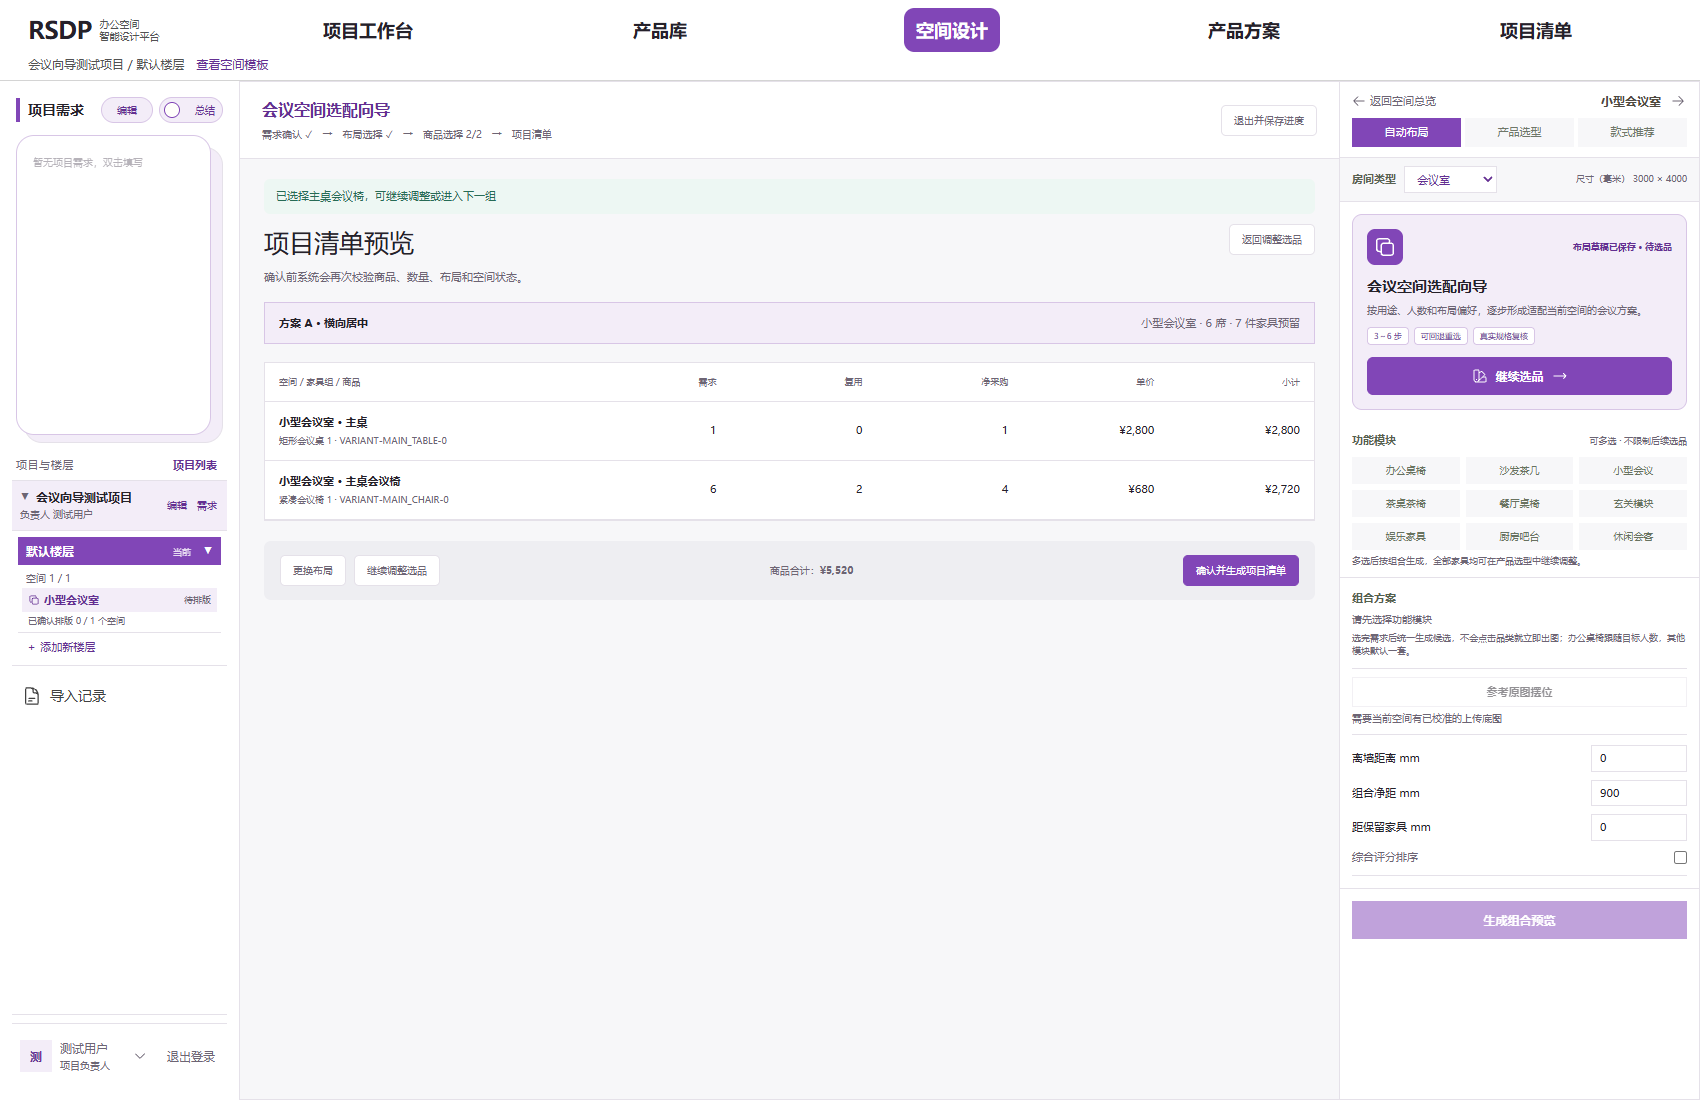 RSDP 办公空间
智能设计平台
项目工作台
产品库
空间设计
产品方案
项目清单
会议向导测试项目 / 默认楼层 查看空间模板
项目需求
编辑
总结
暂无项目需求，双击填写
项目与楼层
项目列表
▼ 会议向导测试项目
负责人 测试用户
编辑 需求
默认楼层
当前 ▼
空间 1 / 1
小型会议室
待排版
已确认排版 0 / 1 个空间
+ 添加新楼层
导入记录
测
测试用户
项目负责人
退出登录
会议空间选配向导
需求确认 ✓ → 布局选择 ✓ → 商品选择 2/2 → 项目清单
退出并保存进度
已选择主桌会议椅，可继续调整或进入下一组
项目清单预览
返回调整选品
确认前系统会再次校验商品、数量、布局和空间状态。
方案 A • 横向居中
小型会议室 · 6 席 · 7 件家具预留
空间 / 家具组 / 商品 需求 复用 净采购 单价 小计
小型会议室 • 主桌
矩形会议桌 1 · VARIANT-MAIN_TABLE-0
1 0 1 ¥2,800 ¥2,800
小型会议室 • 主桌会议椅
紧凑会议椅 1 · VARIANT-MAIN_CHAIR-0
6 2 4 ¥680 ¥2,720
更换布局
继续调整选品
商品合计：¥5,520
确认并生成项目清单
← 返回空间总览
小型会议室 →
自动布局
产品选型
款式推荐
房间类型
会议室
尺寸（毫米） 3000 × 4000
布局草稿已保存 • 待选品
会议空间选配向导
按用途、人数和布局偏好，逐步形成适配当前空间的会议方案。
3－6 步
可回退重选
真实规格复核
继续选品 →
功能模块
可多选 · 不限制后续选品
办公桌椅
沙发茶几
小型会议
茶桌茶椅
餐厅桌椅
玄关模块
娱乐家具
厨房吧台
休闲会客
多选后按组合生成，全部家具均可在产品选型中继续调整。
组合方案
请先选择功能模块
选完需求后统一生成候选，不会点击品类就立即出图；办公桌椅跟随目标人数，其他
模块默认一套。
参考原图摆位
需要当前空间有已校准的上传底图
离墙距离 mm
0
组合净距 mm
900
距保留家具 mm
0
综合评分排序
生成组合预览